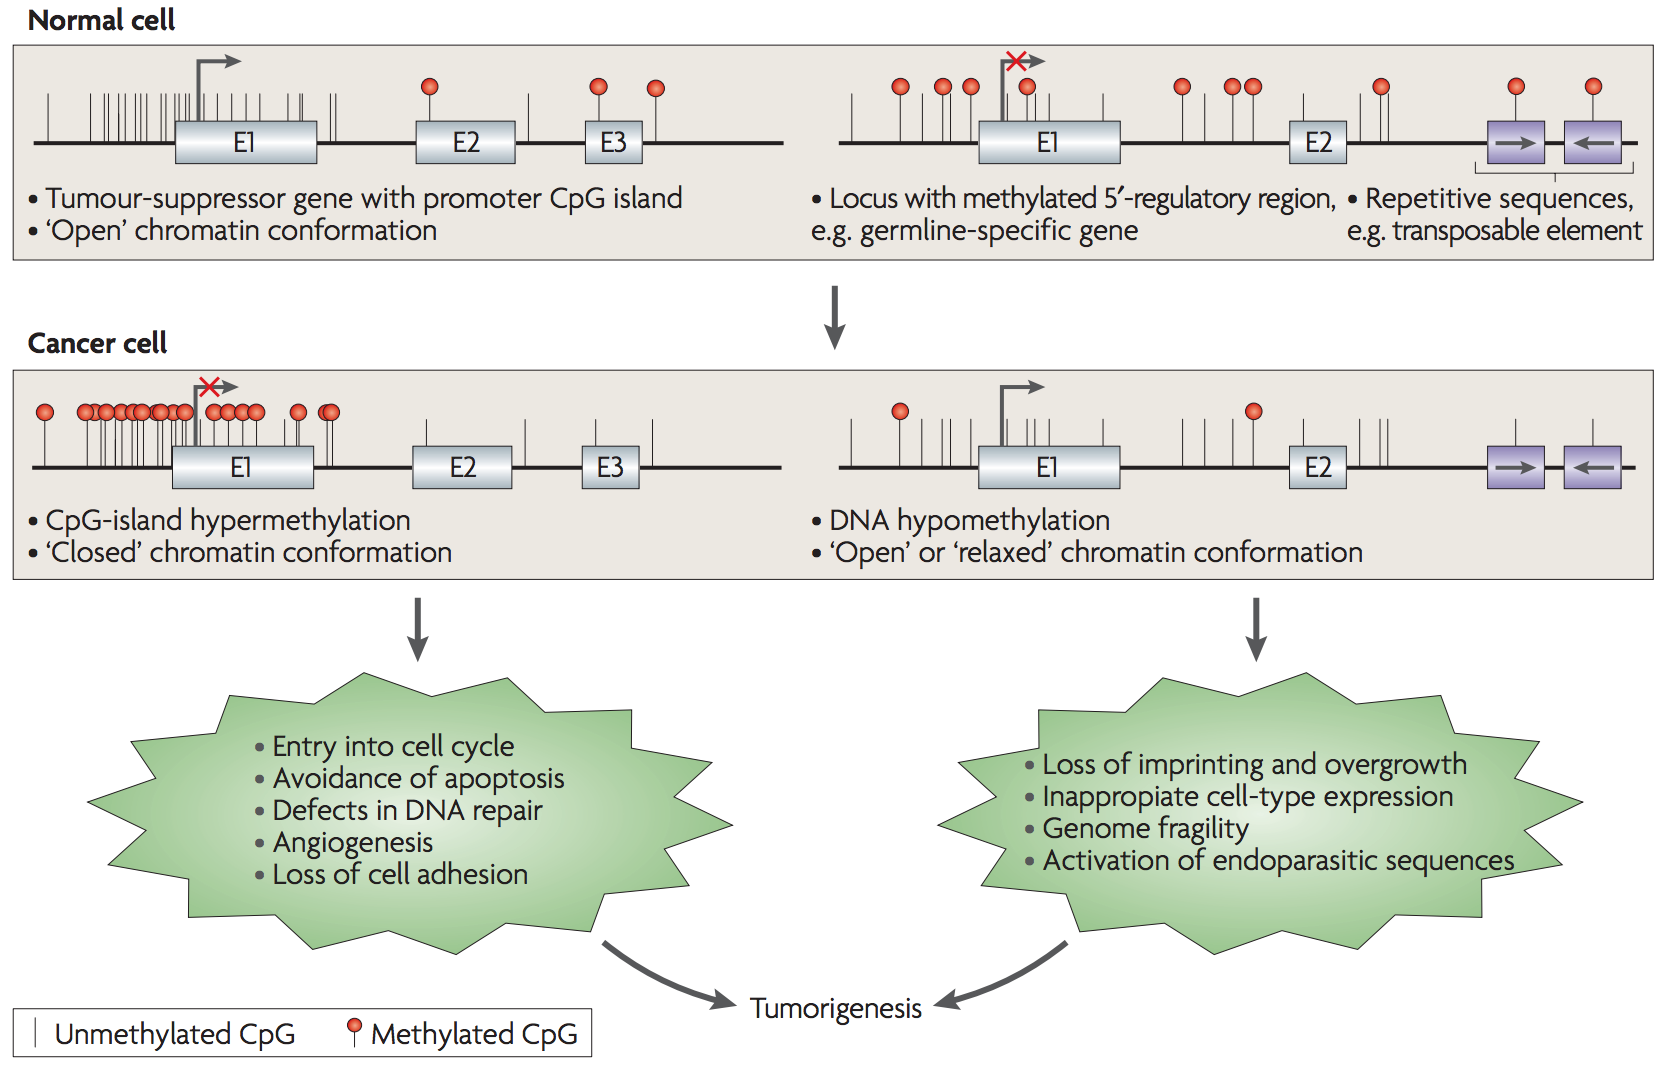 Normal cell
E1
E2
E3
E1
E2
• Tumour-suppressor gene with promoter CpG island
• ‘Open’ chromatin conformation
• Locus with methylated 5′-regulatory region,
e.g. germline-specific gene
• Repetitive sequences,
e.g. transposable element
Cancer cell
E1
E2
E3
E1
E2
• CpG-island hypermethylation
• ‘Closed’ chromatin conformation
• DNA hypomethylation
• ‘Open’ or ‘relaxed’ chromatin conformation
• Entry into cell cycle
• Avoidance of apoptosis
• Defects in DNA repair
• Angiogenesis
• Loss of cell adhesion
• Loss of imprinting and overgrowth
• Inappropiate cell-type expression
• Genome fragility
• Activation of endoparasitic sequences
Tumorigenesis
Unmethylated CpG
Methylated CpG